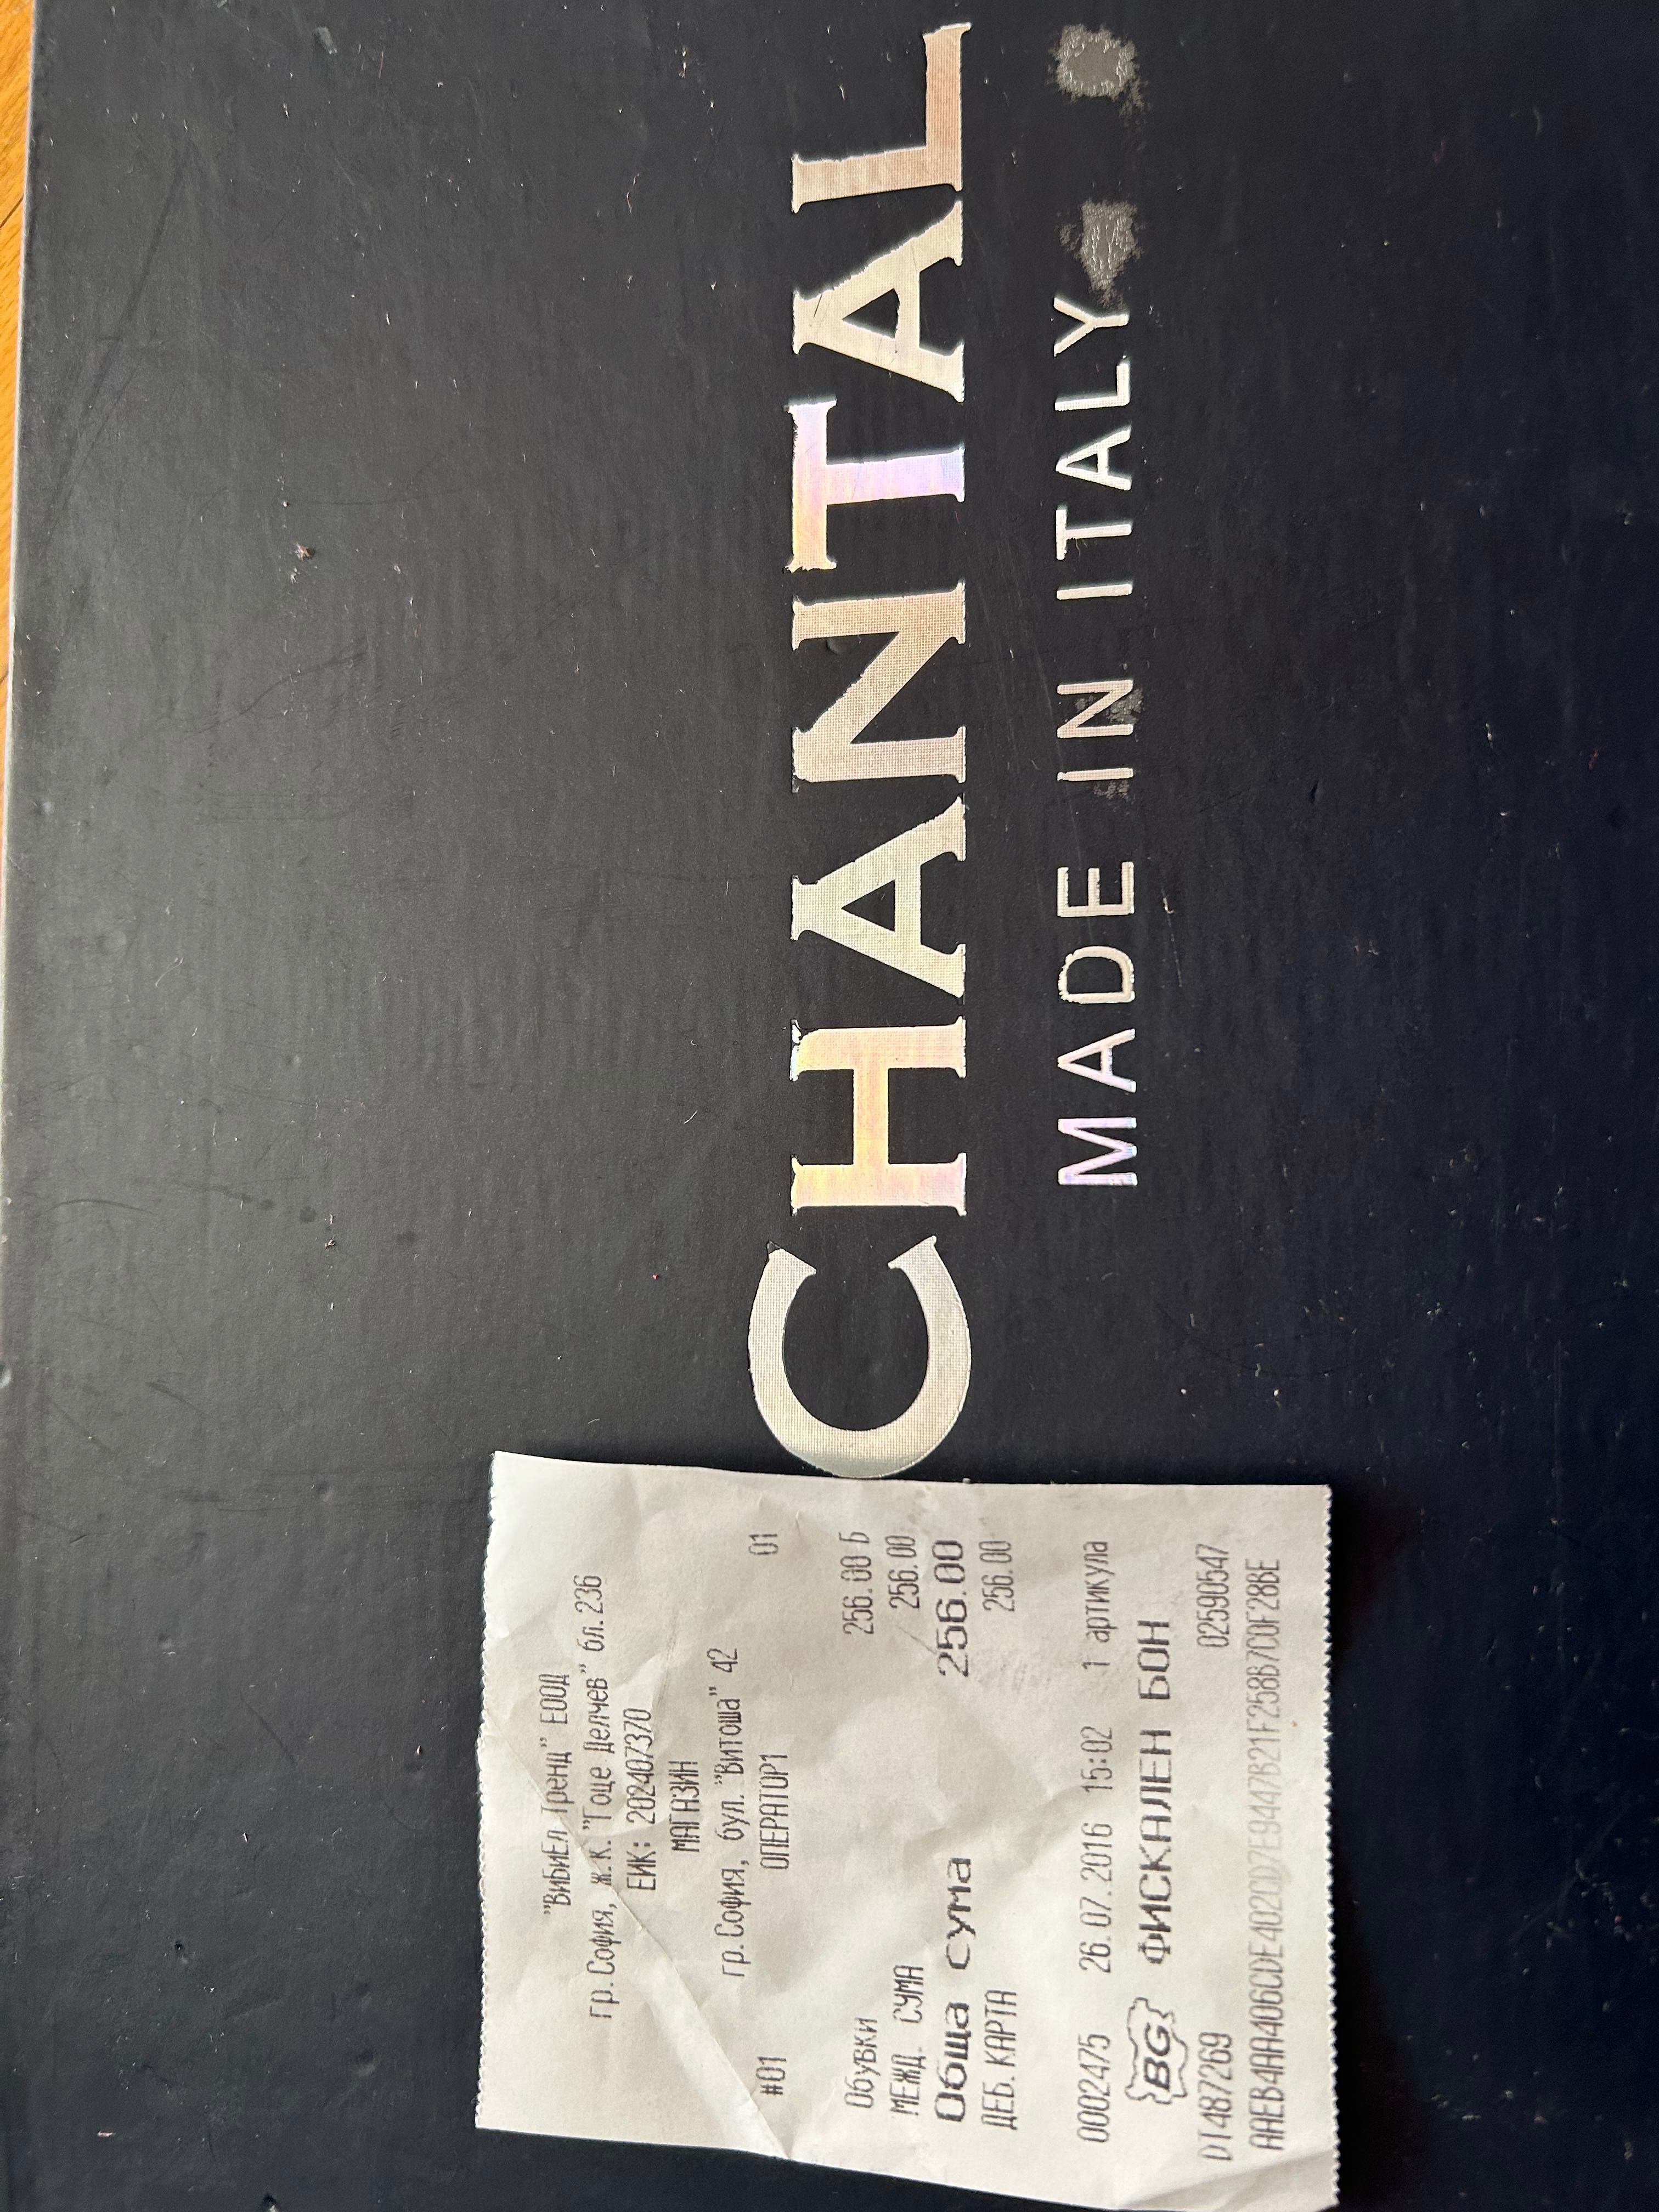 "ВиБиЕл Тренд" ЕООД
гр.София, ж.к. "Гоце Делчев" бл.236
ЕИК: 202407370
МАГАЗИН
гр.София, бул."Витоша" 42
#01 ОПЕРАТОР1 01
Обувки 256.00 Б
МЕЖД. СУМА 256.00
Обща сума 256.00
ДЕБ.КАРТА 256.00
0002475 26.07.2016 15:02 1 артикула
BG ФИСКАЛЕН БОН
DT487269 02590547
CHANTAL
MADE IN ITALY